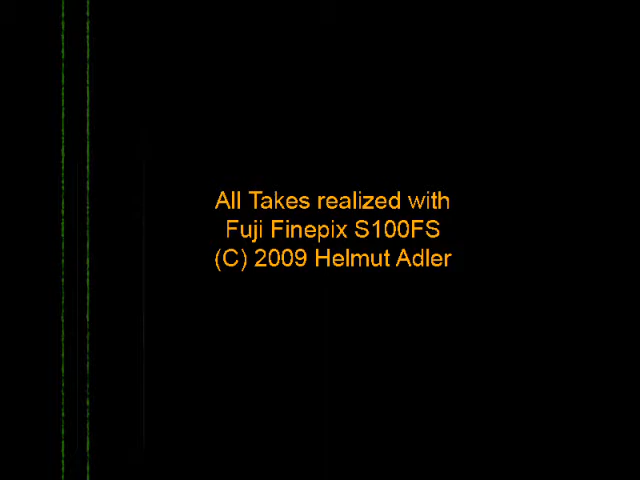 All Takes realized with
Fuji Finepix S100FS
(C) 2009 Helmut Adler